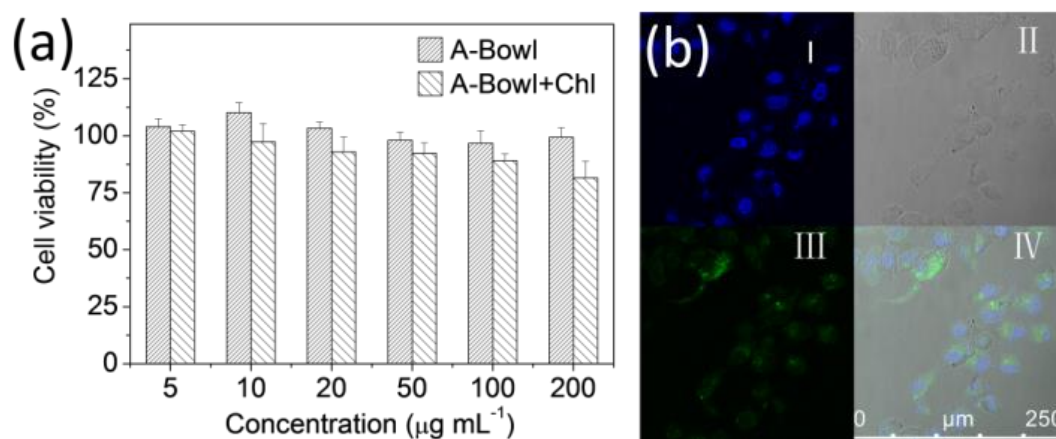 (a)
A-Bowl
A-Bowl+Chl
125
100
75
50
25
0
Cell viability (%)
5 10 20 50 100 200
Concentration (μg mL⁻¹)
(b)
I
II
III
IV
0 μm 250